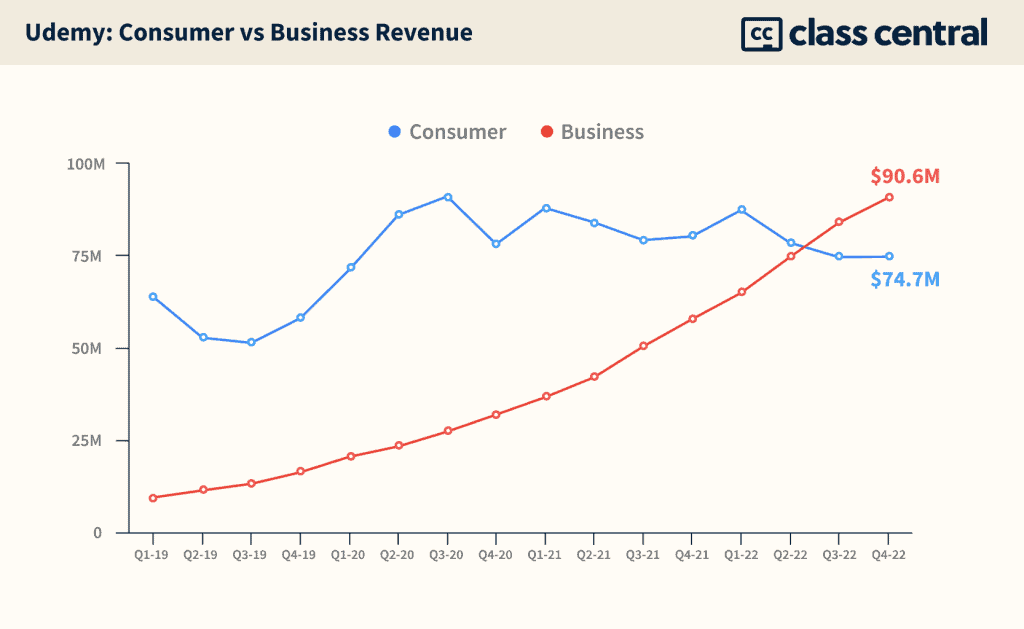 Udemy: Consumer vs Business Revenue
cc class central
Consumer Business
100M
$90.6M
75M
$74.7M
50M
25M
0
Q1-19 Q2-19 Q3-19 Q4-19 Q1-20 Q2-20 Q3-20 Q4-20 Q1-21 Q2-21 Q3-21 Q4-21 Q1-22 Q2-22 Q3-22 Q4-22